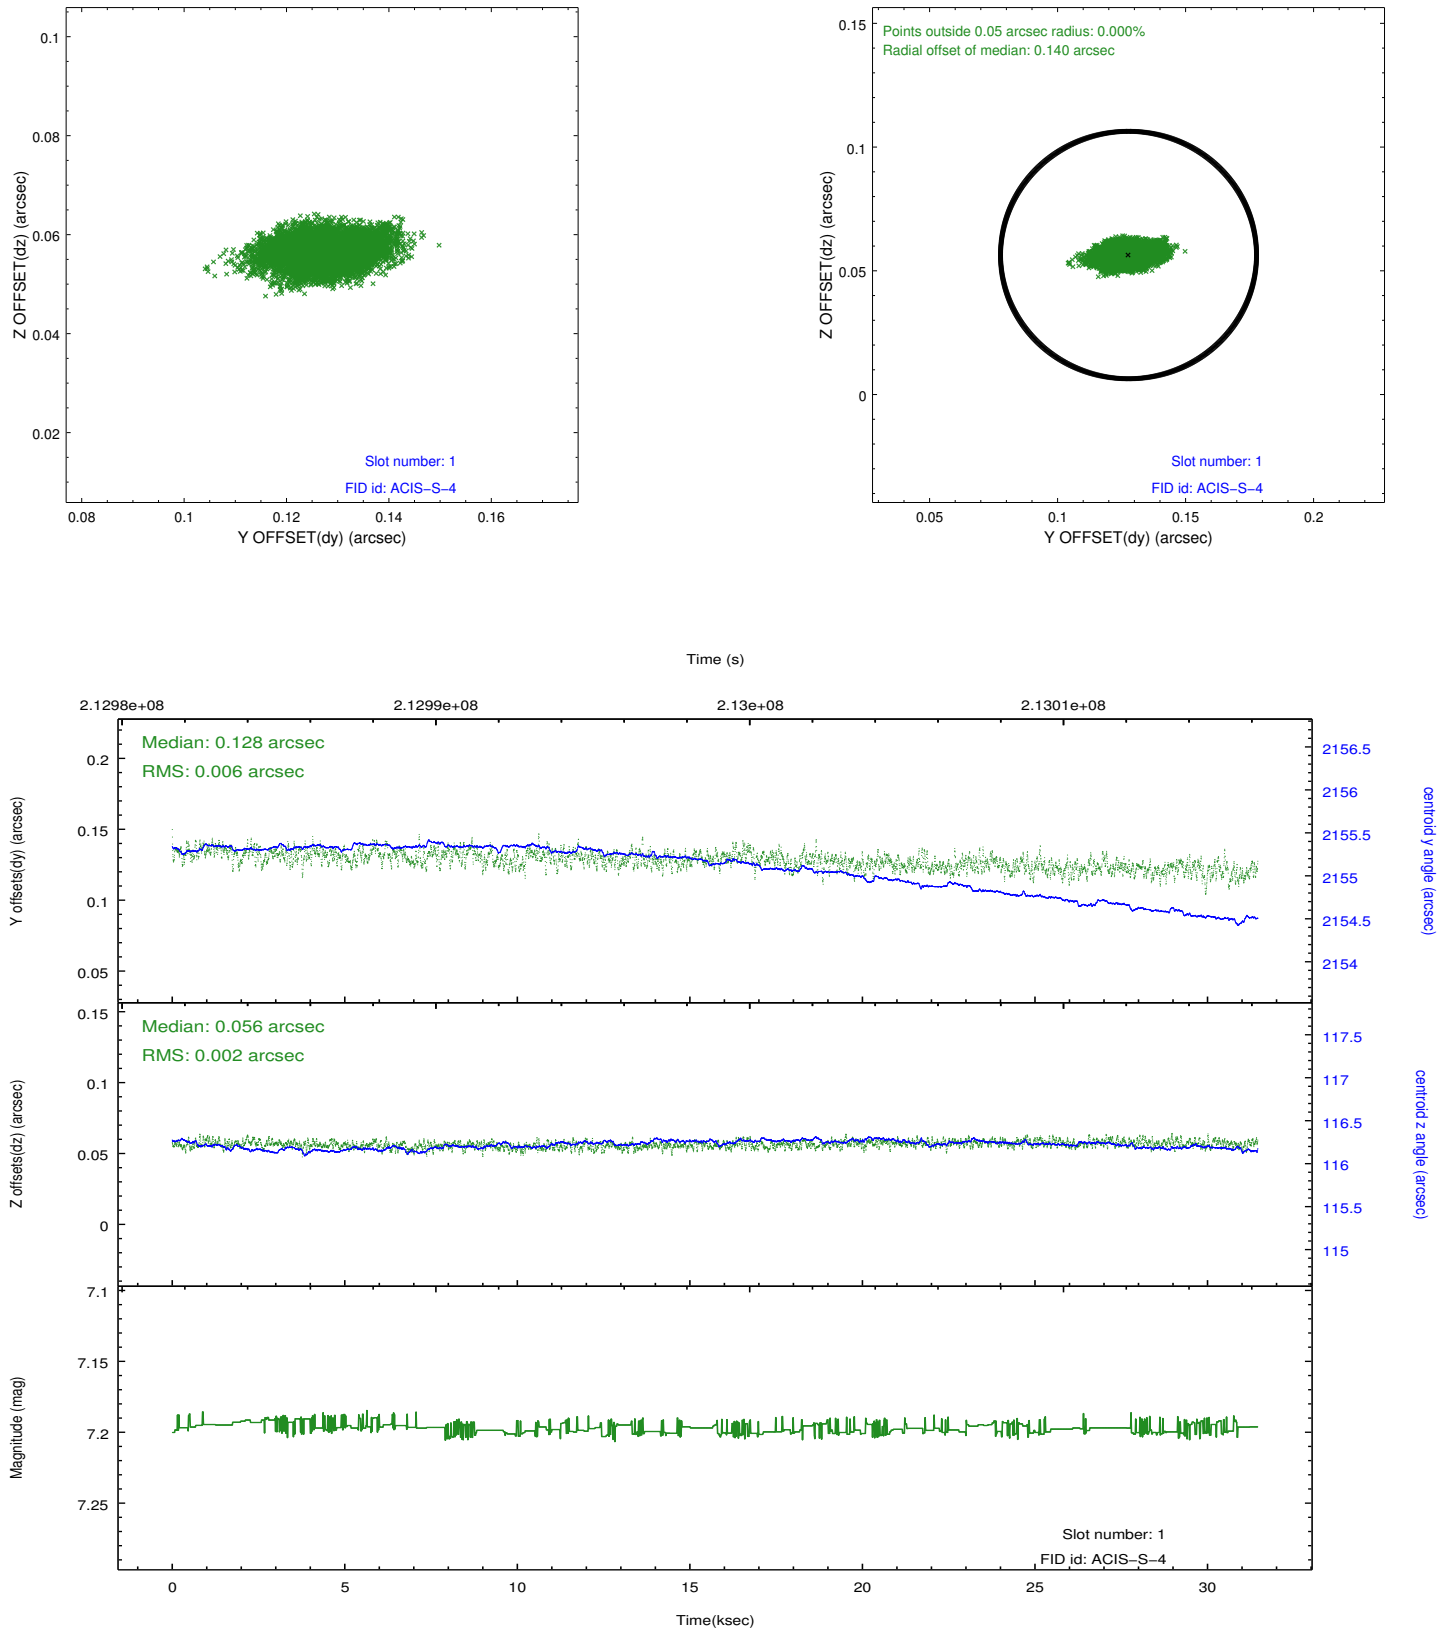 0.1
0.08
0.06
0.04
0.02
Z OFFSET(dz) (arcsec)
Slot number: 1
FID id: ACIS−S−4
0.08 0.1 0.12 0.14 0.16
Y OFFSET(dy) (arcsec)
0.15
0.1
0.05
0
Z OFFSET(dz) (arcsec)
Points outside 0.05 arcsec radius: 0.000%
Radial offset of median: 0.140 arcsec
Slot number: 1
FID id: ACIS−S−4
0.05 0.1 0.15 0.2
Y OFFSET(dy) (arcsec)
Time (s)
2.1298e+08 2.1299e+08 2.13e+08 2.1301e+08
Median: 0.128 arcsec
RMS: 0.006 arcsec
0.2
0.15
0.1
0.05
Y offsets(dy) (arcsec)
2156.5
2156
2155.5
2155
2154.5
2154
centroid y angle (arcsec)
Median: 0.056 arcsec
RMS: 0.002 arcsec
0.15
0.1
0.05
0
Z offsets(dz) (arcsec)
117.5
117
116.5
116
115.5
115
centroid z angle (arcsec)
7.1
7.15
7.2
7.25
Magnitude (mag)
Slot number: 1
FID id: ACIS−S−4
0 5 10 15 20 25 30
Time(ksec)